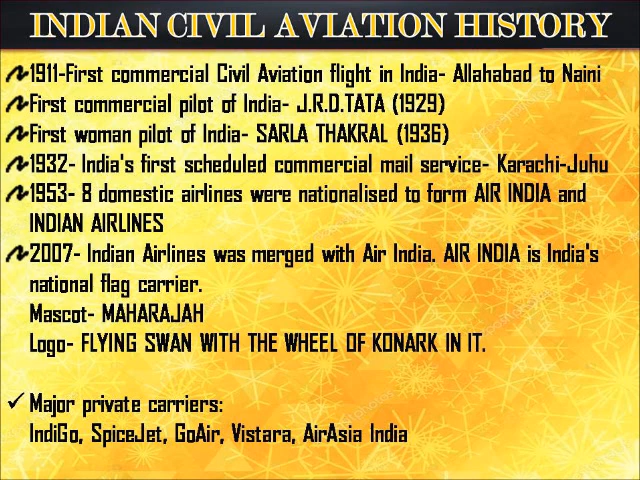 INDIAN CIVIL AVIATION HISTORY
1911-First commercial Civil Aviation flight in India- Allahabad to Naini
First commercial pilot of India- J.R.D.TATA (1929)
First woman pilot of India- SARLA THAKRAL (1936)
1932- India's first scheduled commercial mail service- Karachi-Juhu
1953- 8 domestic airlines were nationalised to form AIR INDIA and
INDIAN AIRLINES
2007- Indian Airlines was merged with Air India. AIR INDIA is India's
national flag carrier.
Mascot- MAHARAJAH
Logo- FLYING SWAN WITH THE WHEEL OF KONARK IN IT.
Major private carriers:
IndiGo, SpiceJet, GoAir, Vistara, AirAsia India